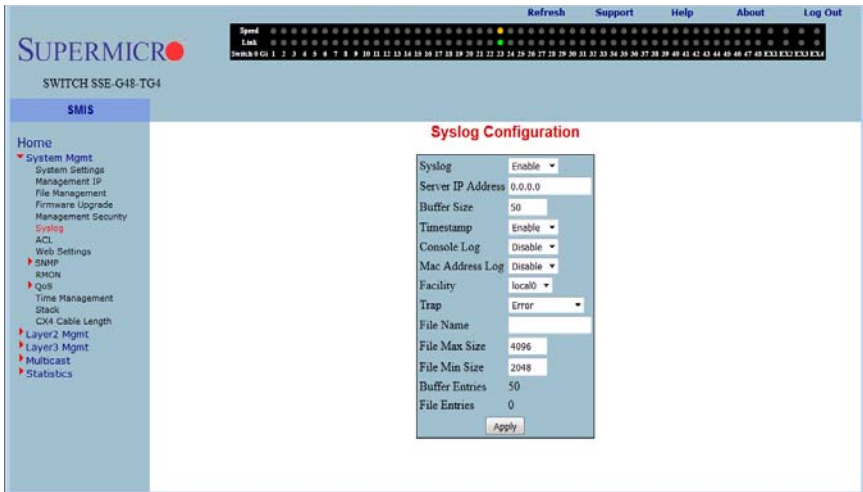 Refresh Support Help About Log Out
SUPERMICRO
Speed
Link
Switch 0 Gi 1 2 3 4 5 6 7 8 9 10 11 12 13 14 15 16 17 18 19 20 21 22 23 24 25 26 27 28 29 30 31 32 33 34 35 36 37 38 39 40 41 42 43 44 45 46 47 48 EX1 EX2 EX3 EX4
SWITCH SSE-G48-TG4
SMIS
Home
System Mgmt
System Settings
Management IP
File Management
Firmware Upgrade
Management Security
Syslog
ACL
Web Settings
SNMP
RMON
QoS
Time Management
Stack
CX4 Cable Length
Layer2 Mgmt
Layer3 Mgmt
Multicast
Statistics
Syslog Configuration
Syslog Enable
Server IP Address 0.0.0.0
Buffer Size 50
Timestamp Enable
Console Log Disable
Mac Address Log Disable
Facility local0
Trap Error
File Name
File Max Size 4096
File Min Size 2048
Buffer Entries 50
File Entries 0
Apply